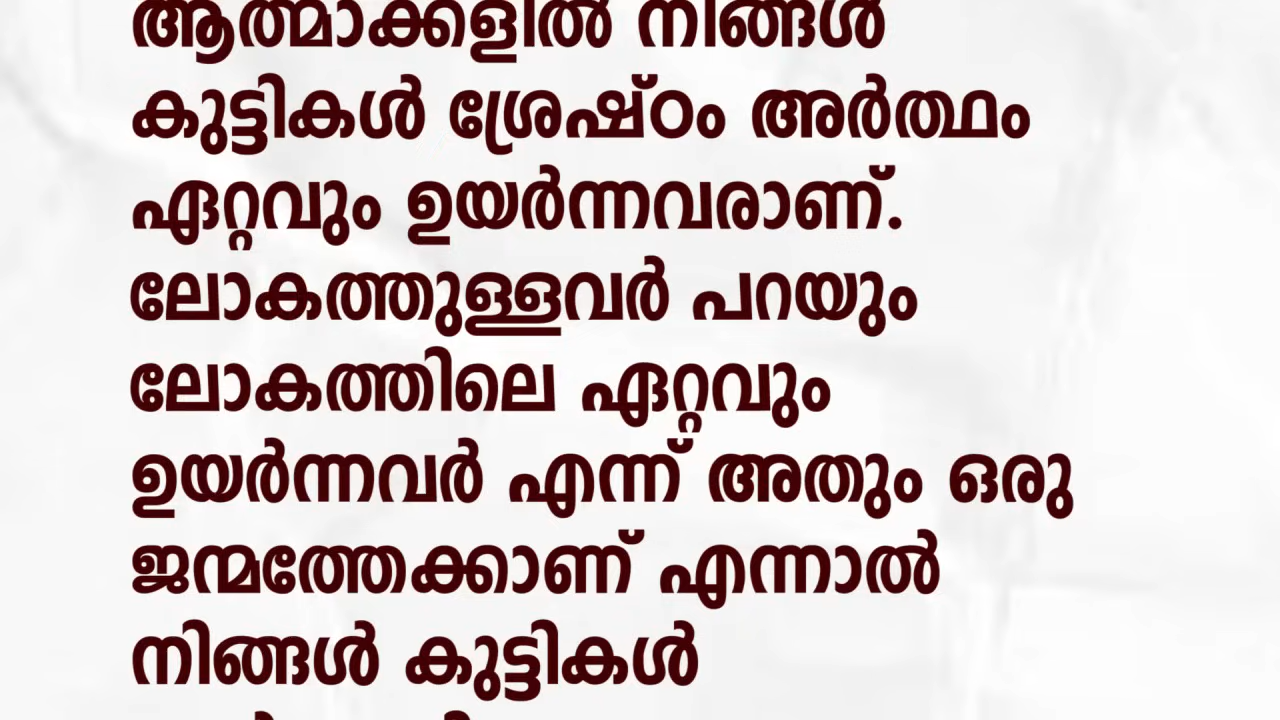 ആത്മാക്കളിൽ നിങ്ങൾ
കുട്ടികൾ ശ്രേഷ്ഠം അർത്ഥം
ഏറ്റവും ഉയർന്നവരാണ്.
ലോകത്തുള്ളവർ പറയും
ലോകത്തിലെ ഏറ്റവും
ഉയർന്നവർ എന്ന് അതും ഒരു
ജന്മത്തേക്കാണ് എന്നാൽ
നിങ്ങൾ കുട്ടികൾ